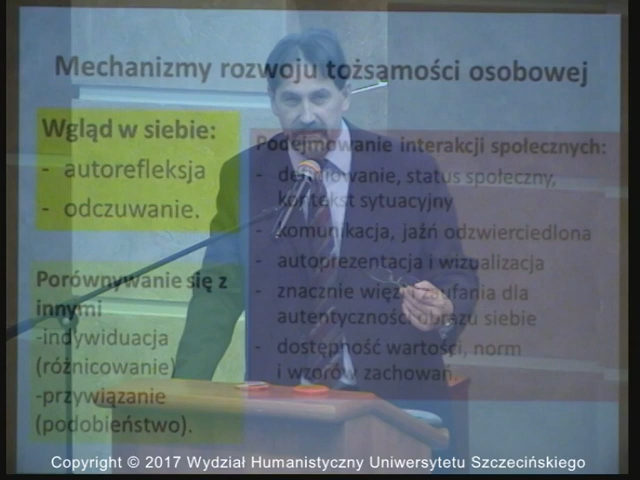 Mechanizmy rozwoju tożsamości osobowej
Wgląd w siebie:
- autorefleksja
- odczuwanie.
Porównywanie się z
innymi
-indywiduacja
(różnicowanie)
-przywiązanie
(podobieństwo).
Podejmowanie interakcji społecznych:
- definiowanie, status społeczny,
kontekst sytuacyjny
- komunikacja, jaźń odzwierciedlona
- autoprezentacja i wizualizacja
- znacznie więzi i zaufania dla
autentyczności obrazu siebie
- dostępność wartości, norm
i wzorów zachowań.
Copyright © 2017 Wydział Humanistyczny Uniwersytetu Szczecińskiego